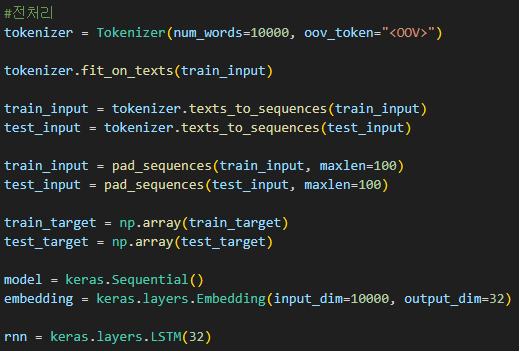 #전처리
tokenizer = Tokenizer(num_words=10000, oov_token="<OOV>")
tokenizer.fit_on_texts(train_input)
train_input = tokenizer.texts_to_sequences(train_input)
test_input = tokenizer.texts_to_sequences(test_input)
train_input = pad_sequences(train_input, maxlen=100)
test_input = pad_sequences(test_input, maxlen=100)
train_target = np.array(train_target)
test_target = np.array(test_target)
model = keras.Sequential()
embedding = keras.layers.Embedding(input_dim=10000, output_dim=32)
rnn = keras.layers.LSTM(32)